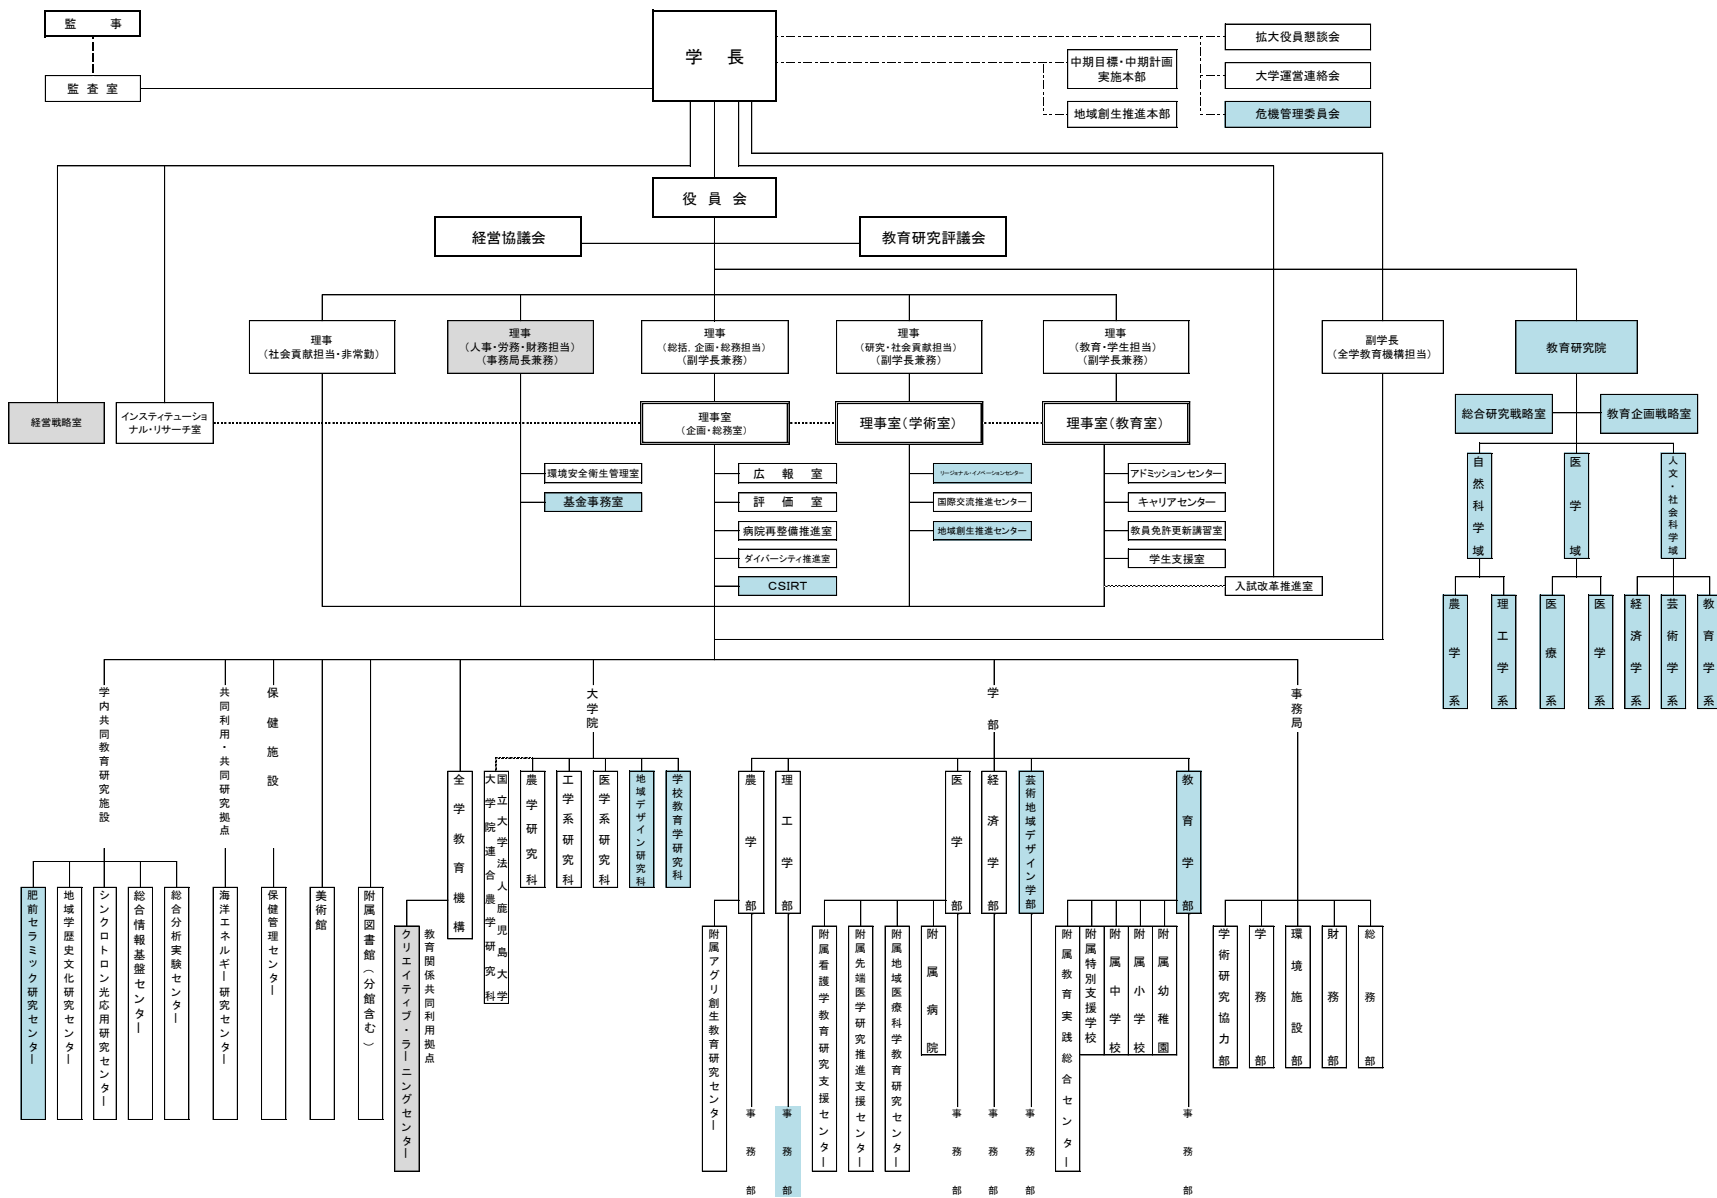 監　事
監 査 室
学　長
中期目標・中期計画
実施本部
地域創生推進本部
拡大役員懇談会
大学運営連絡会
危機管理委員会
役 員 会
経営協議会
教育研究評議会
理事
(社会貢献担当・非常勤)
理事
(人事・労務・財務担当)
(事務局長兼務)
理事
(総括、企画・総務担当)
(副学長兼務)
理事
(研究・社会貢献担当)
(副学長兼務)
理事
(教育・学生担当)
(副学長兼務)
副学長
(全学教育機構担当)
教育研究院
経営戦略室
インスティテューショ
ナル・リサーチ室
理事室
(企画・総務室)
理事室(学術室)
理事室(教育室)
総合研究戦略室
教育企画戦略室
環境安全衛生管理室
基金事務室
広　報　室
評　価　室
病院再整備推進室
ダイバーシティ推進室
CSIRT
リージョナル・イノベーションセンター
国際交流推進センター
地域創生推進センター
アドミッションセンター
キャリアセンター
教員免許更新講習室
学生支援室
入試改革推進室
自然科学域
医学域
人文・社会科学域
農学系
理工学系
医療系
医学系
経済学系
芸術学系
教育学系
学内共同教育研究施設
共同利用・共同研究拠点
保健施設
大学院
学部
事務局
肥前セラミック研究センター
地域学歴史文化研究センター
シンクロトロン光応用研究センター
総合情報基盤センター
総合分析実験センター
海洋エネルギー研究センター
保健管理センター
美術館
附属図書館(分館含む)
全学教育機構
クリエイティブ・ラーニングセンター
教育関係共同利用拠点
国立大学法人鹿児島大学
大学院連合農学研究科
農学研究科
工学系研究科
医学系研究科
地域デザイン研究科
学校教育学研究科
農学部
理工学部
医学部
経済学部
芸術地域デザイン学部
教育学部
附属アグリ創生教育研究センター
事務部
事務部
附属看護学教育研究支援センター
附属先端医学研究推進支援センター
附属地域医療科学教育研究センター
附属病院
事務部
事務部
事務部
附属教育実践総合センター
附属特別支援学校
附属中学校
附属小学校
附属幼稚園
事務部
学術研究協力部
学務部
環境施設部
財務部
総務部